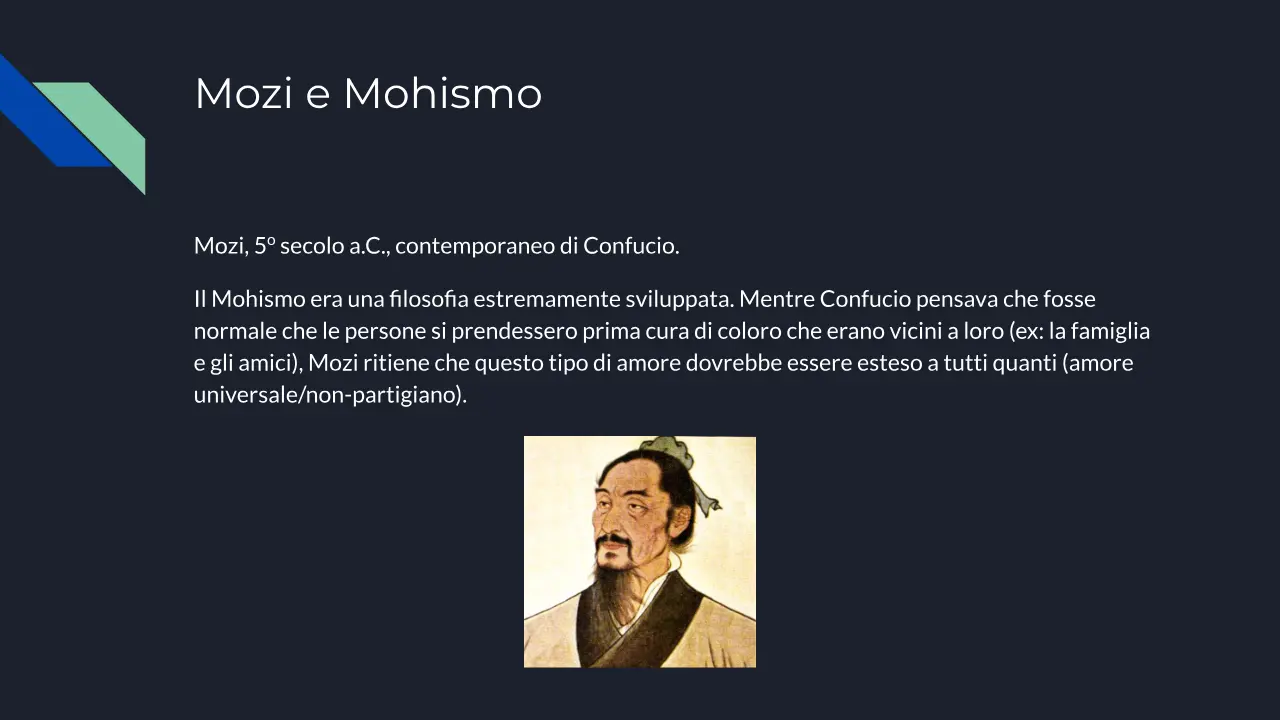 Mozi e Mohismo
Mozi, 5º secolo a.C., contemporaneo di Confucio.
Il Mohismo era una filosofia estremamente sviluppata. Mentre Confucio pensava che fosse
normale che le persone si prendessero prima cura di coloro che erano vicini a loro (ex: la famiglia
e gli amici), Mozi ritiene che questo tipo di amore dovrebbe essere esteso a tutti quanti (amore
universale/non-partigiano).